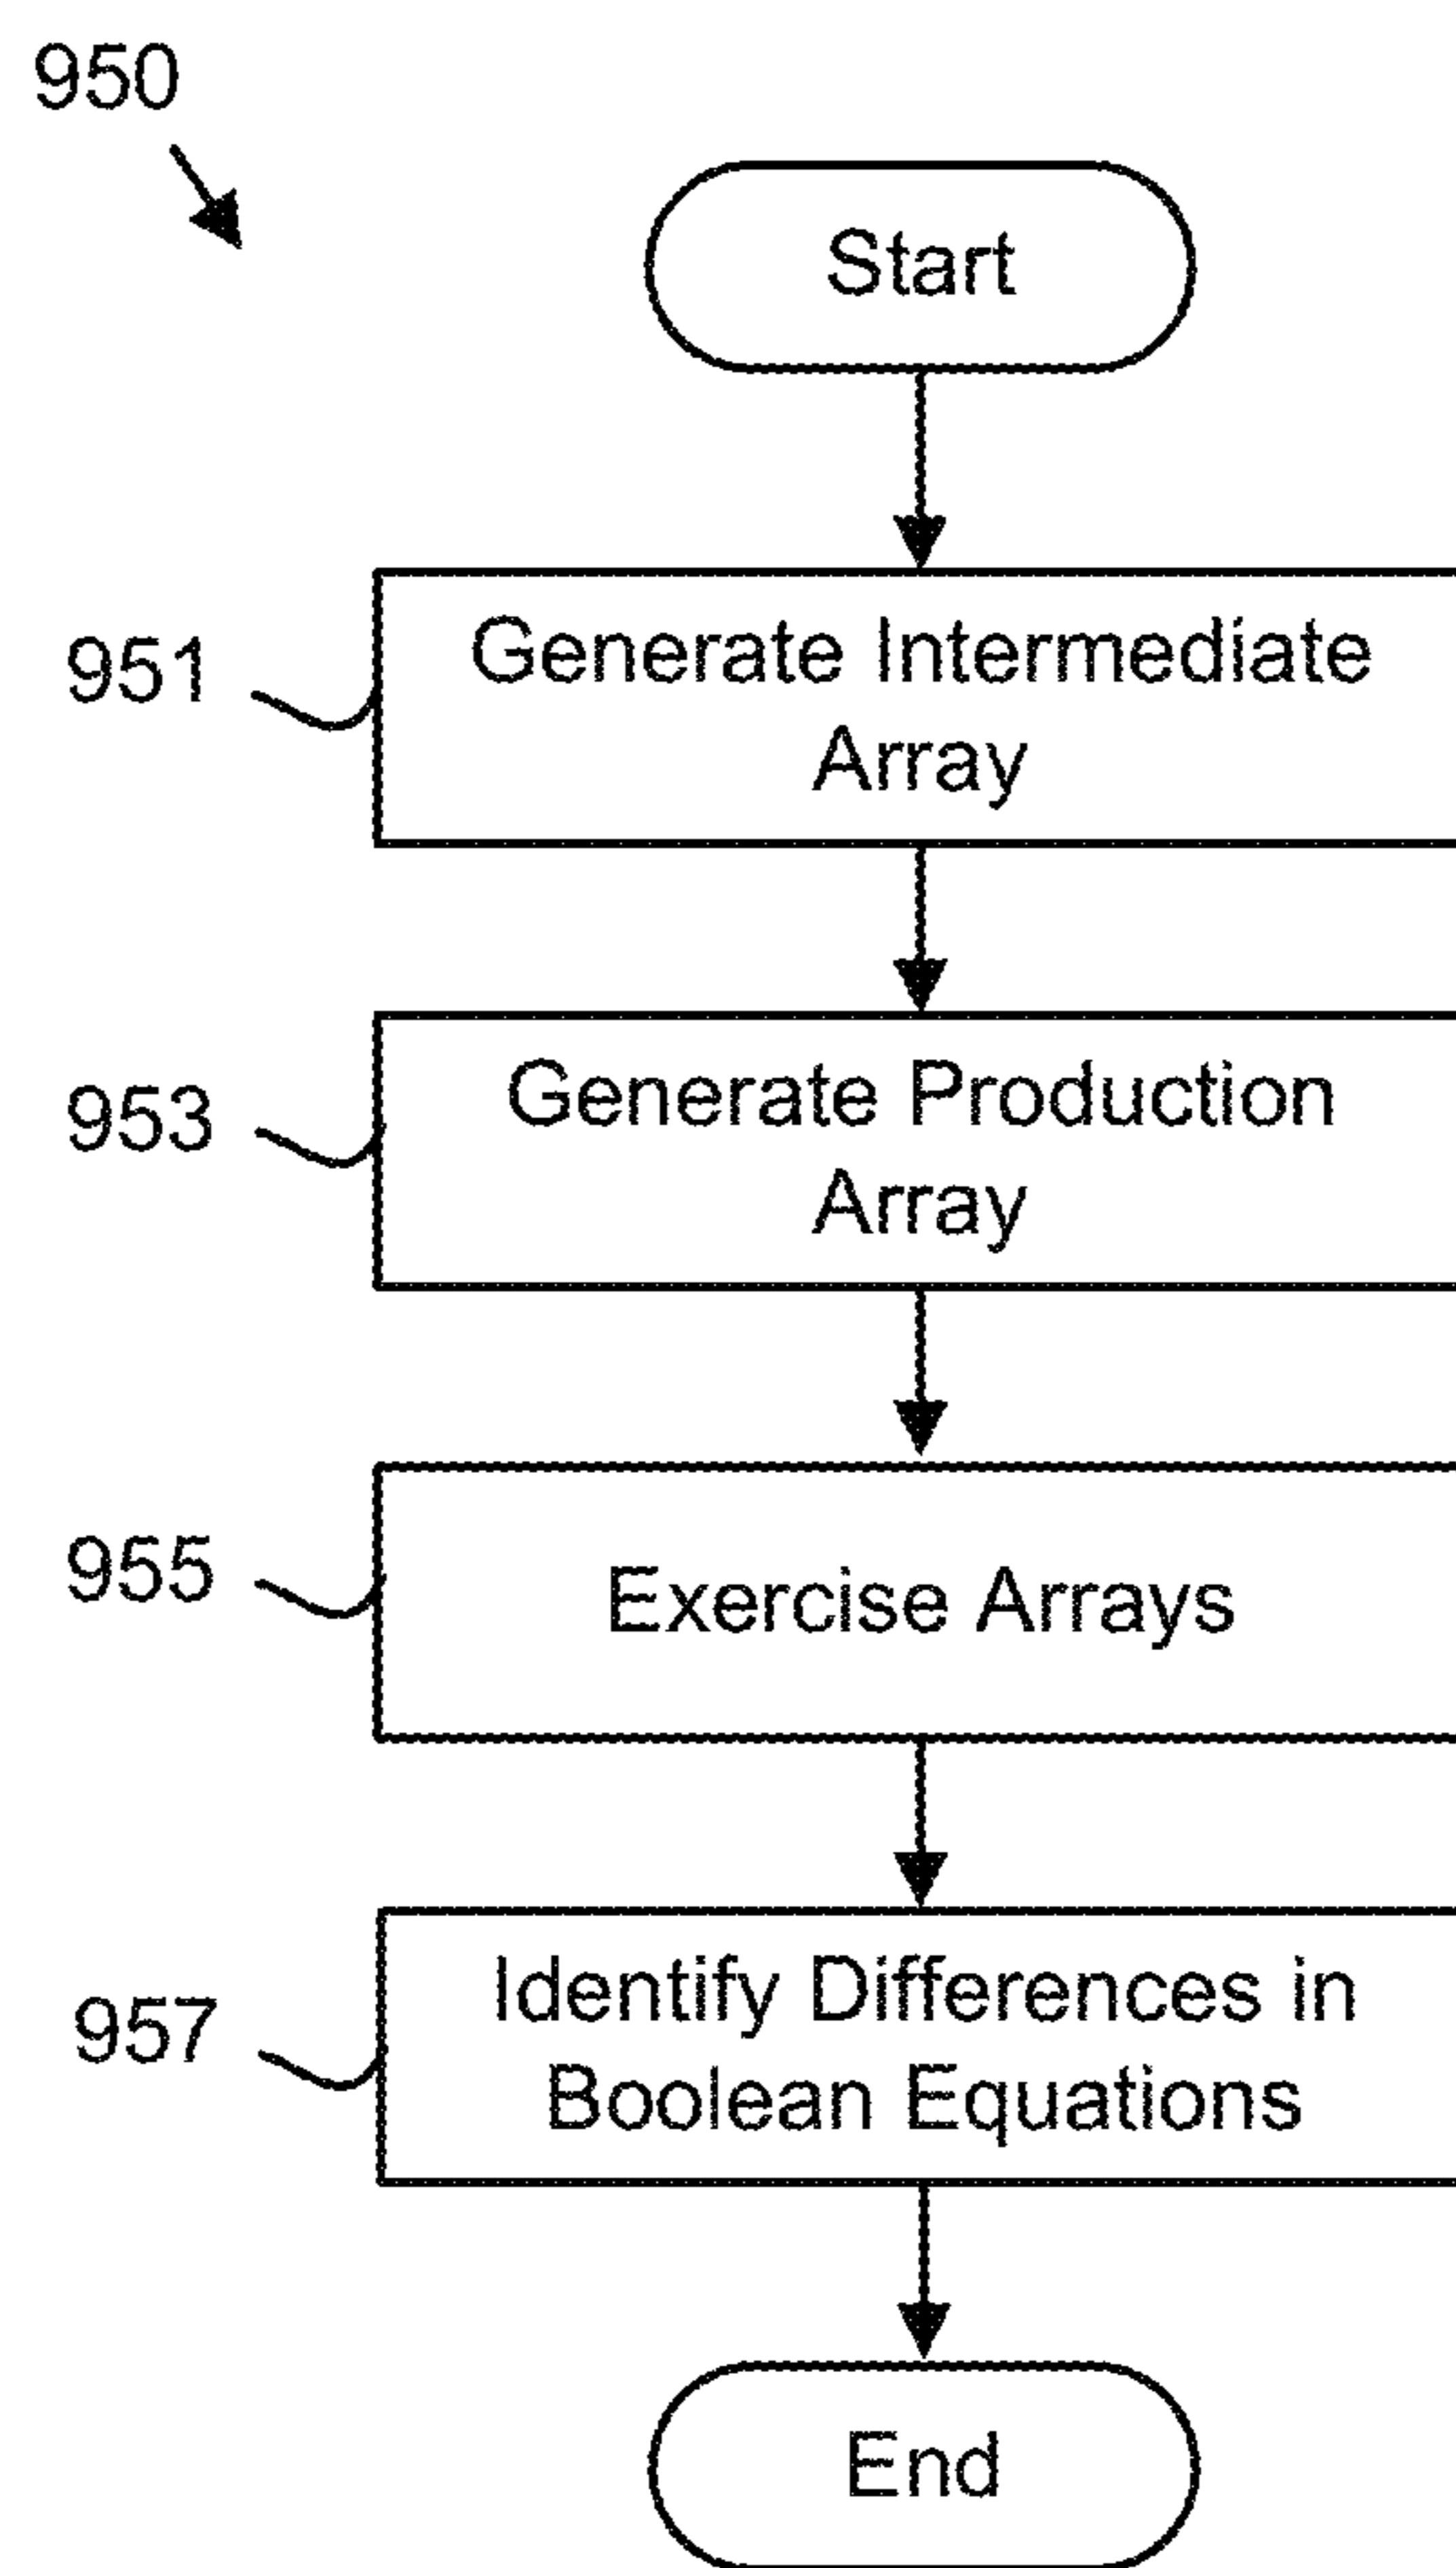 950
Start
951
Generate Intermediate
Array
953
Generate Production
Array
955
Exercise Arrays
957
Identify Differences in
Boolean Equations
End